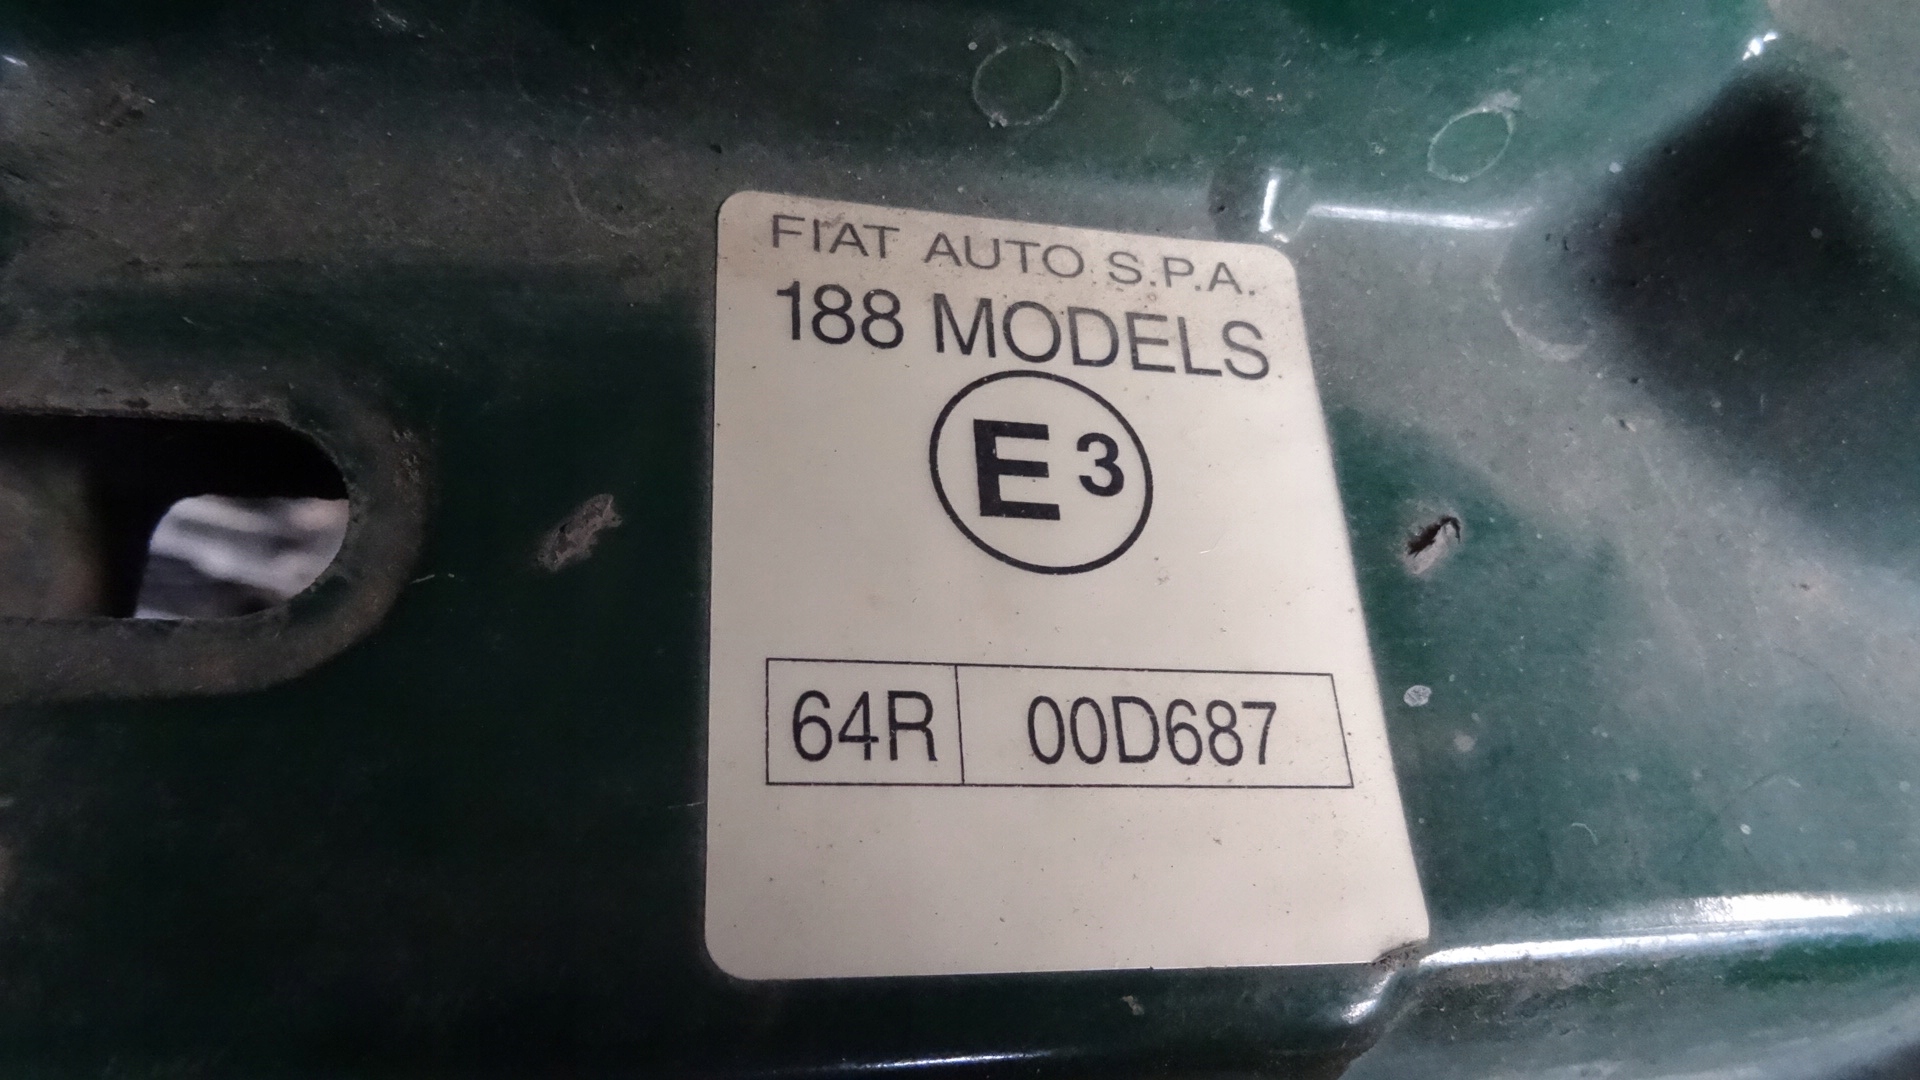 FIAT AUTO S.P.A.
188 MODELS
E3
64R 00D687